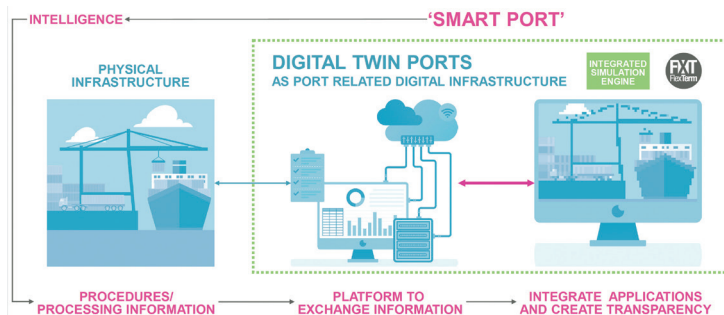 INTELLIGENCE
'SMART PORT'
PHYSICAL
INFRASTRUCTURE
DIGITAL TWIN PORTS
AS PORT RELATED DIGITAL INFRASTRUCTURE
INTEGRATED
SIMULATION
ENGINE
FXT
FlexTerm
PROCEDURES/
PROCESSING INFORMATION
PLATFORM TO
EXCHANGE INFORMATION
INTEGRATE APPLICATIONS
AND CREATE TRANSPARENCY